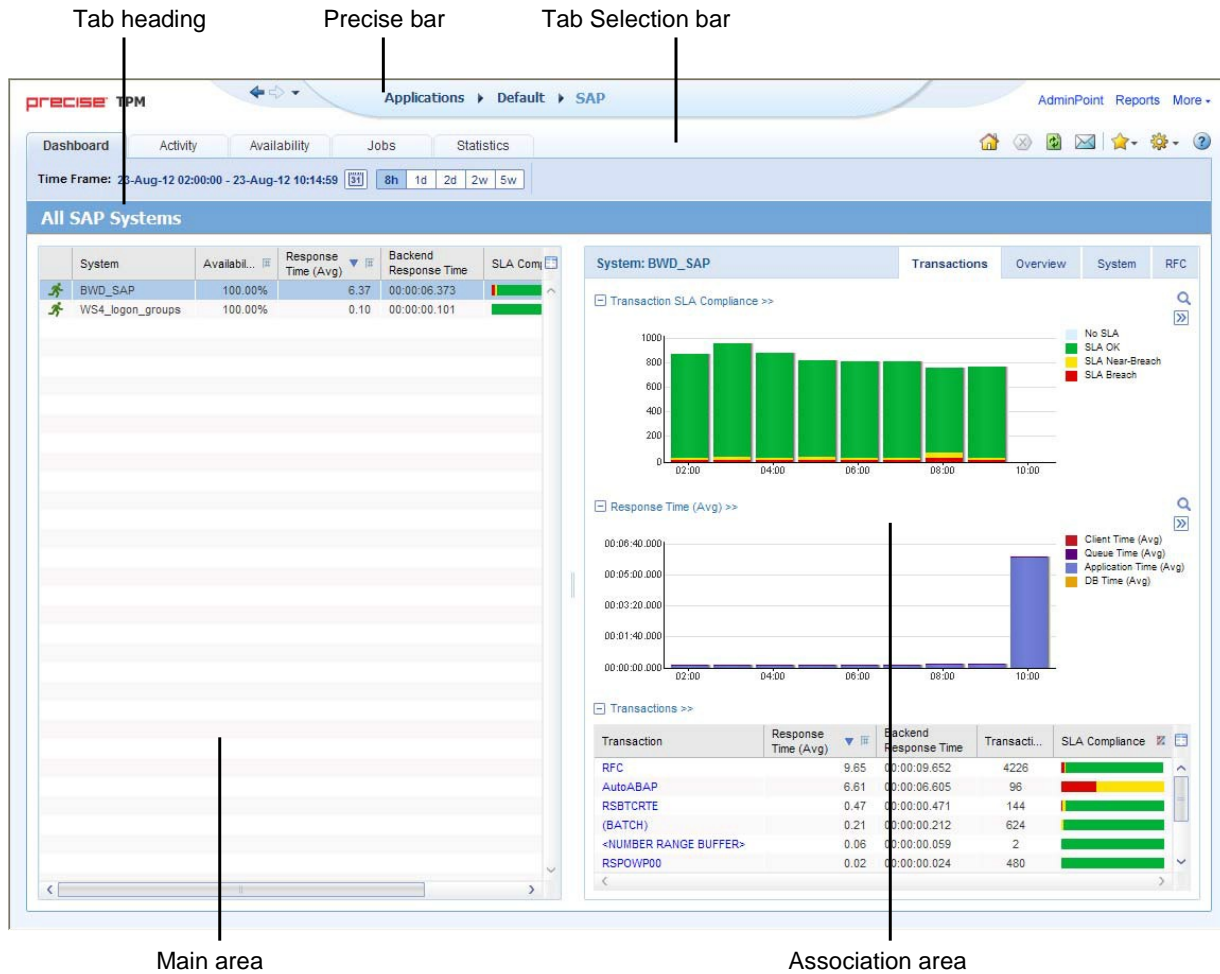 Tab heading Precise bar Tab Selection bar
precise TPM Applications Default SAP AdminPoint Reports More
Dashboard Activity Availability Jobs Statistics
Time Frame: 23-Aug-12 02:00:00 - 23-Aug-12 10:14:59 31 8h 1d 2d 2w 5w
All SAP Systems
System Availabil... Response Time (Avg) Backend Response Time SLA Com
BWD_SAP 100.00% 6.37 00:00:06.373
WS4_logon_groups 100.00% 0.10 00:00:00.101
System: BWD_SAP Transactions Overview System RFC
Transaction SLA Compliance >>
1000
800
600
400
200
0
02:00 04:00 06:00 08:00 10:00
No SLA
SLA OK
SLA Near-Breach
SLA Breach
Response Time (Avg) >>
00:06:40.000
00:05:00.000
00:03:20.000
00:01:40.000
00:00:00.000
02:00 04:00 06:00 08:00 10:00
Client Time (Avg)
Queue Time (Avg)
Application Time (Avg)
DB Time (Avg)
Transactions >>
Transaction Response Time (Avg) Backend Response Time Transacti... SLA Compliance
RFC 9.65 00:00:09.652 4226
AutoABAP 6.61 00:00:06.605 96
RSBTCRTE 0.47 00:00:00.471 144
(BATCH) 0.21 00:00:00.212 624
<NUMBER RANGE BUFFER> 0.06 00:00:00.059 2
RSPOWP00 0.02 00:00:00.024 480
Main area Association area